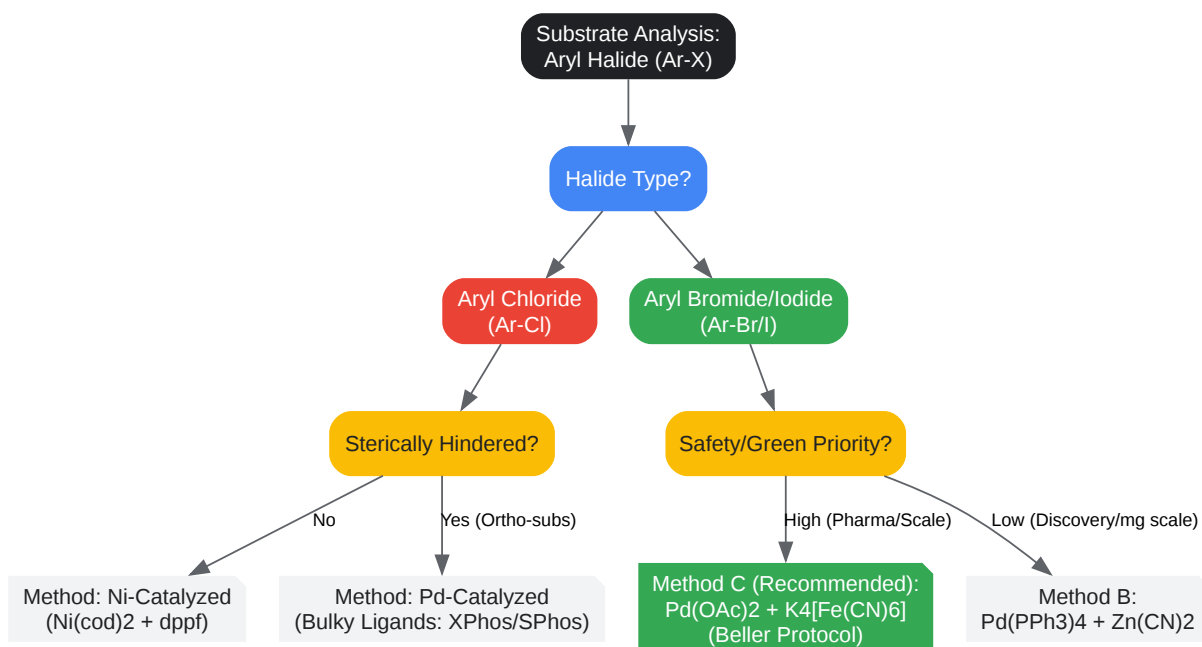 Substrate Analysis:
Aryl Halide (Ar-X)
Halide Type?
Aryl Chloride
(Ar-Cl)
Aryl Bromide/Iodide
(Ar-Br/I)
Sterically Hindered?
Safety/Green Priority?
No
Yes (Ortho-subs)
High (Pharma/Scale)
Low (Discovery/mg scale)
Method: Ni-Catalyzed
(Ni(cod)2 + dppf)
Method: Pd-Catalyzed
(Bulky Ligands: XPhos/SPhos)
Method C (Recommended):
Pd(OAc)2 + K4[Fe(CN)6]
(Beller Protocol)
Method B:
Pd(PPh3)4 + Zn(CN)2